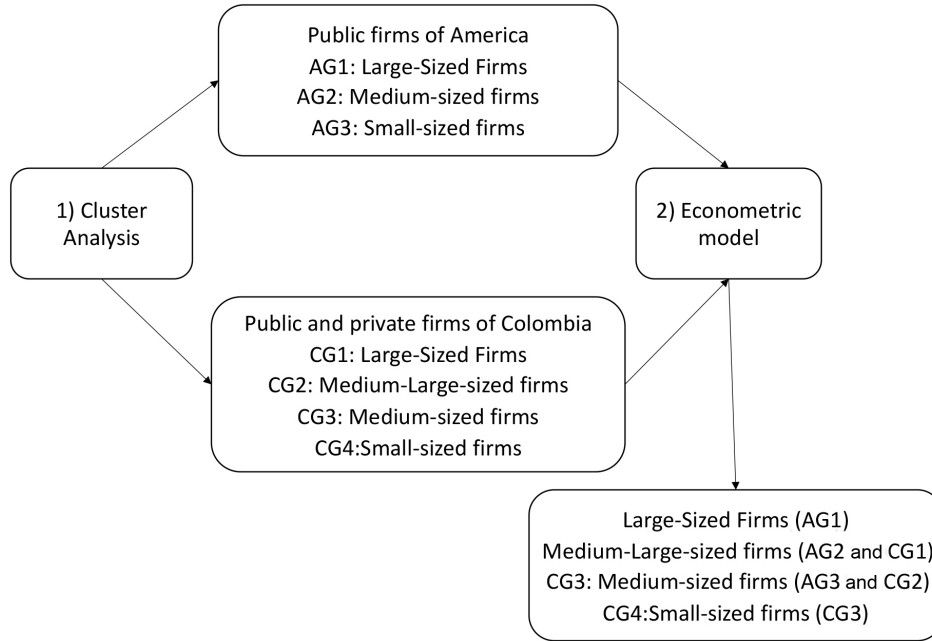 Public firms of America
AG1: Large-Sized Firms
AG2: Medium-sized firms
AG3: Small-sized firms
1) Cluster
Analysis
2) Econometric
model
Public and private firms of Colombia
CG1: Large-Sized Firms
CG2: Medium-Large-sized firms
CG3: Medium-sized firms
CG4:Small-sized firms
Large-Sized Firms (AG1)
Medium-Large-sized firms (AG2 and CG1)
CG3: Medium-sized firms (AG3 and CG2)
CG4:Small-sized firms (CG3)